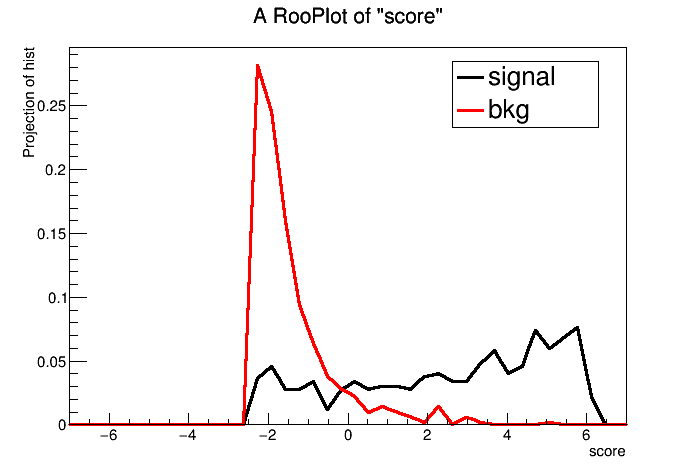 A RooPlot of "score"
Projection of hist
signal
bkg
0.25
0.2
0.15
0.1
0.05
0
−6 −4 −2 0 2 4 6
score